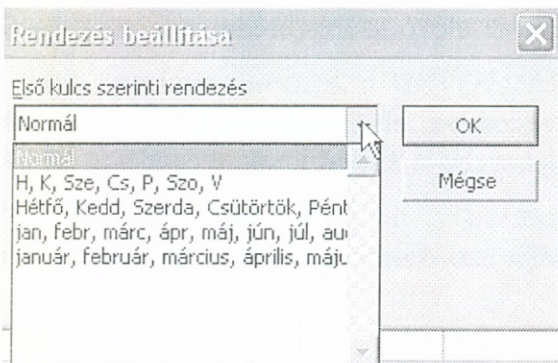 Rendezés beállítása
Első kulcs szerinti rendezés
Normál
OK
Normál
H, K, Sze, Cs, P, Szo, V
Mégse
Hétfő, Kedd, Szerda, Csütörtök, Pént
jan, febr, márc, ápr, máj, jún, júl, au
január, február, március, április, máju